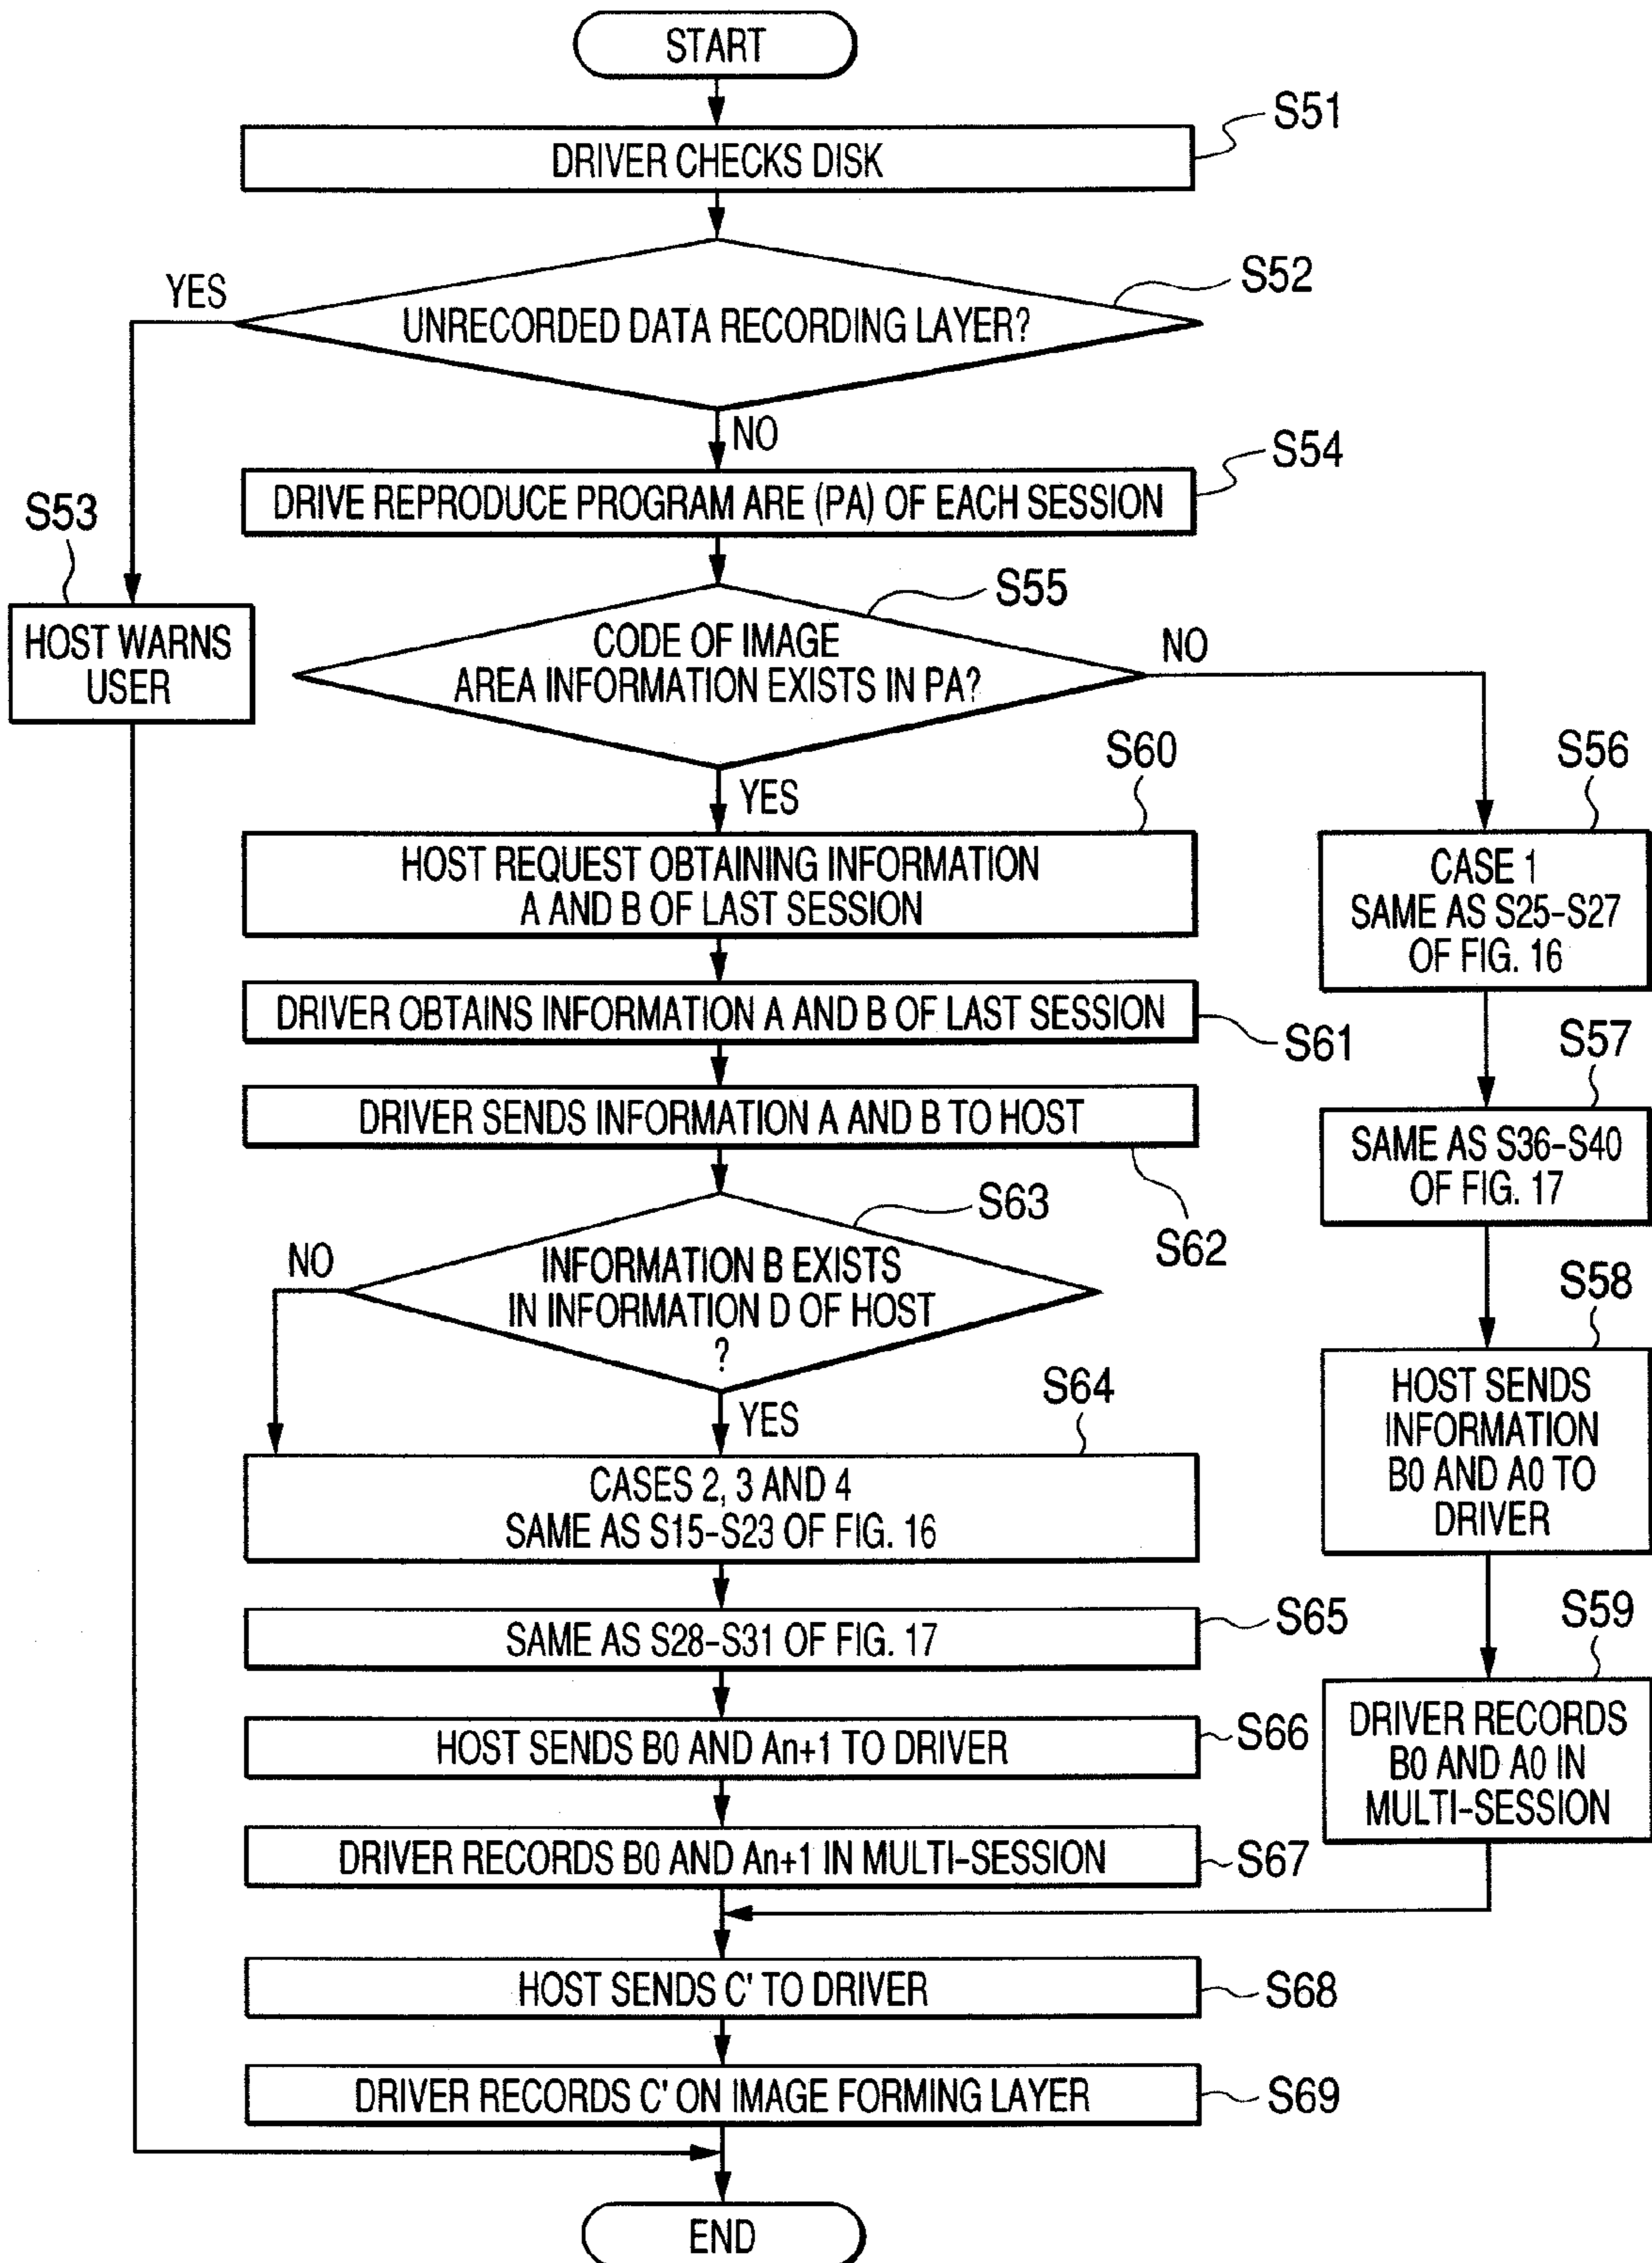 START
S51
DRIVER CHECKS DISK
S52
YES
UNRECORDED DATA RECORDING LAYER?
NO
S54
DRIVE REPRODUCE PROGRAM ARE (PA) OF EACH SESSION
S53
HOST WARNS
USER
S55
CODE OF IMAGE
AREA INFORMATION EXISTS IN PA?
NO
YES
S60
HOST REQUEST OBTAINING INFORMATION
A AND B OF LAST SESSION
S56
CASE 1
SAME AS S25-S27
OF FIG. 16
DRIVER OBTAINS INFORMATION A AND B OF LAST SESSION
S61
S57
SAME AS S36-S40
OF FIG. 17
DRIVER SENDS INFORMATION A AND B TO HOST
S62
S63
NO
INFORMATION B EXISTS
IN INFORMATION D OF HOST
?
YES
S58
HOST SENDS
INFORMATION
B0 AND A0 TO
DRIVER
S64
CASES 2, 3 AND 4
SAME AS S15-S23 OF FIG. 16
S59
DRIVER RECORDS
B0 AND A0 IN
MULTI-SESSION
SAME AS S28-S31 OF FIG. 17
S65
HOST SENDS B0 AND An+1 TO DRIVER
S66
DRIVER RECORDS B0 AND An+1 IN MULTI-SESSION
S67
HOST SENDS C' TO DRIVER
S68
DRIVER RECORDS C' ON IMAGE FORMING LAYER
S69
END